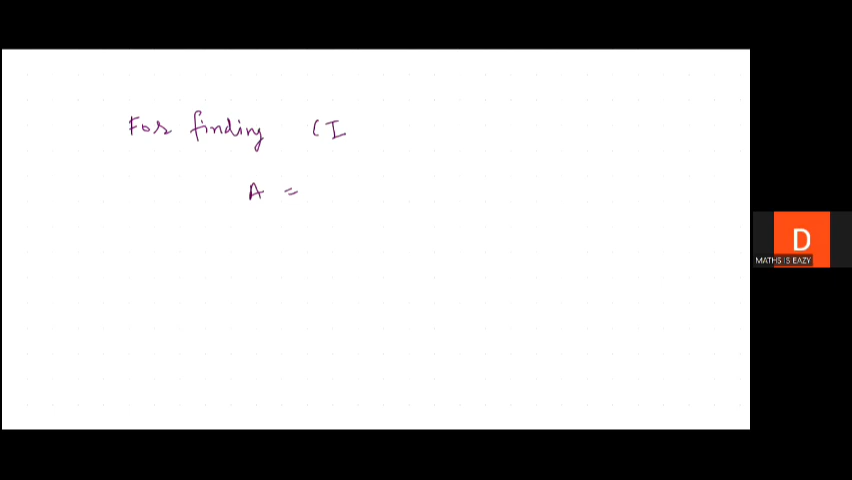 For finding CI
A =
D
MATHS IS EAZY